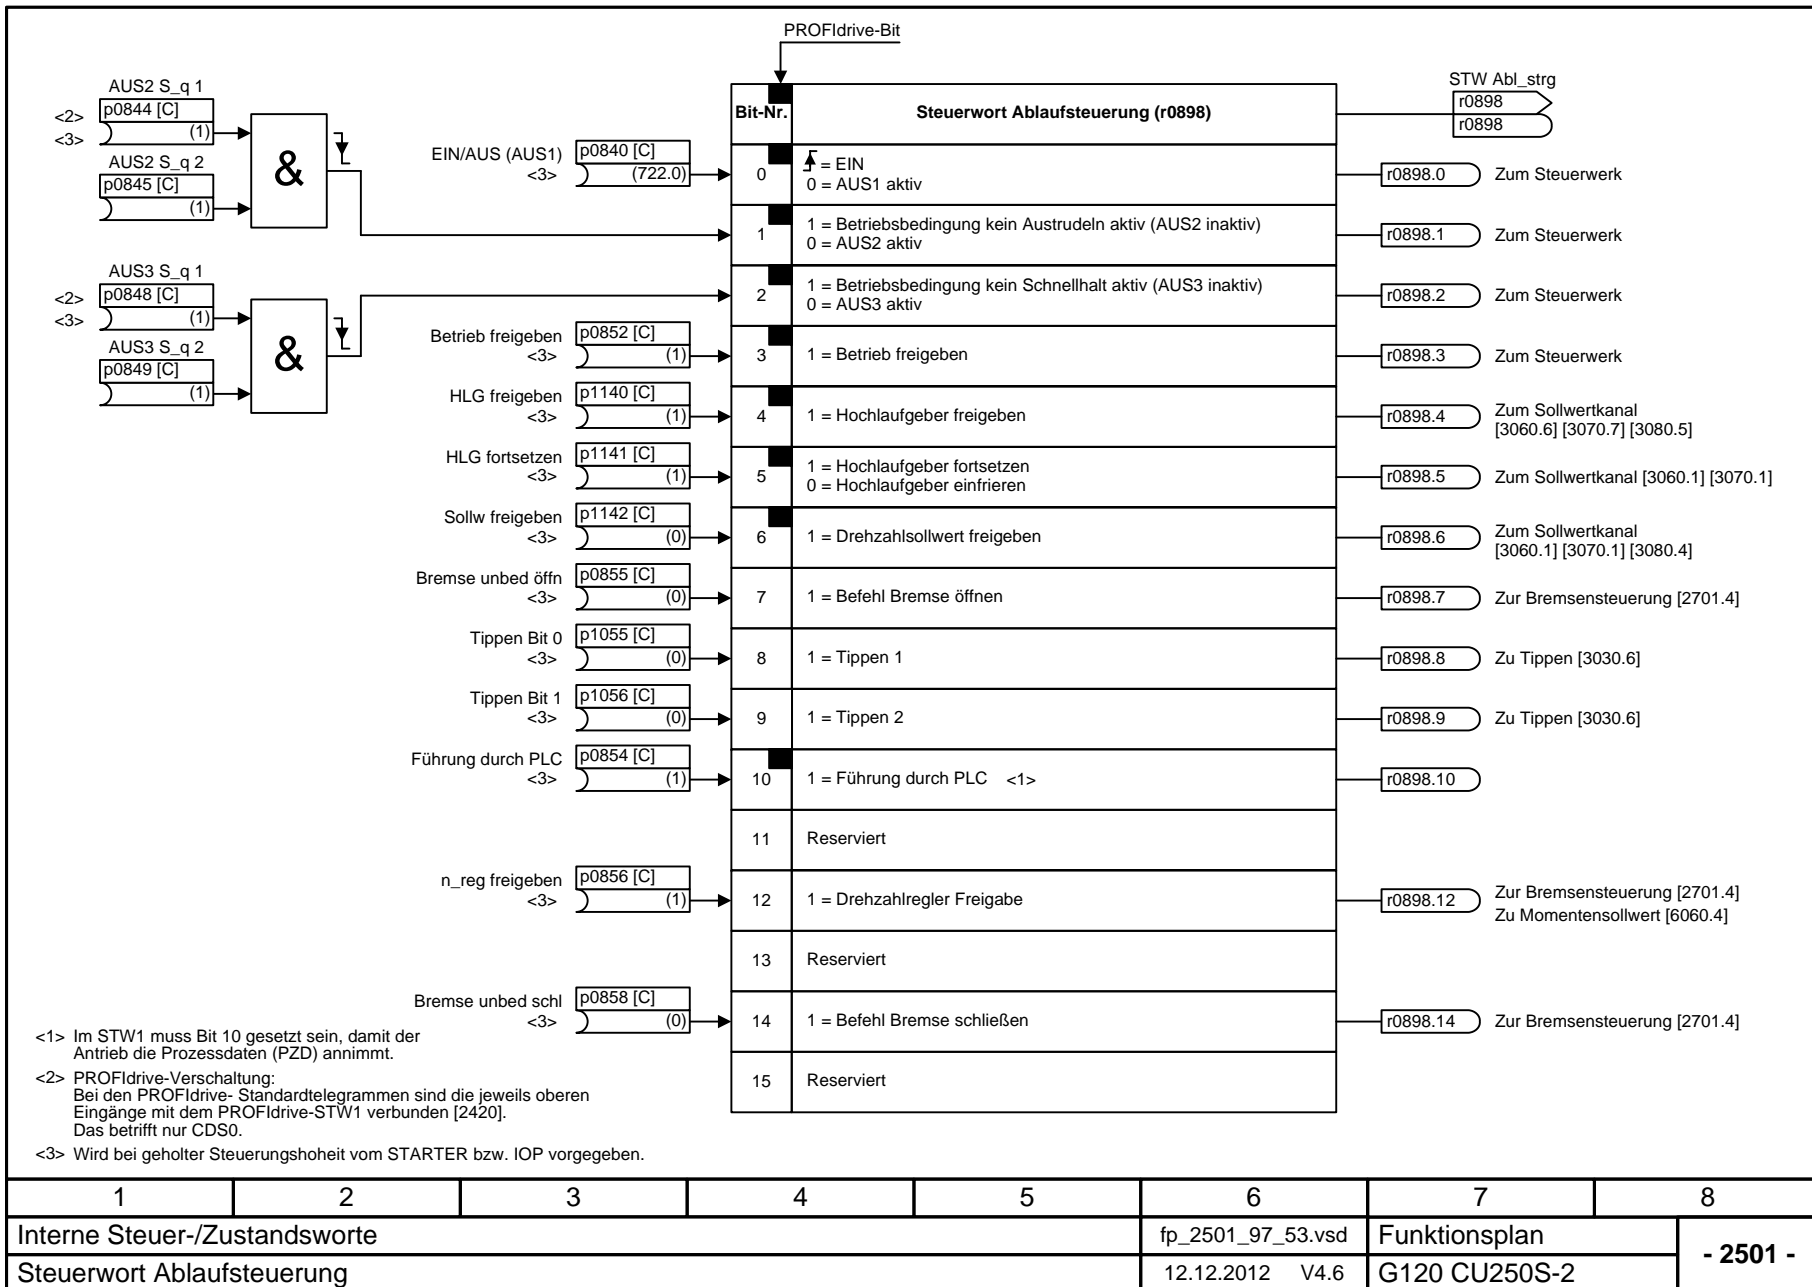 PROFIdrive-Bit
AUS2 S_q 1
<2>
p0844 [C]
<3>
(1)
AUS2 S_q 2
p0845 [C]
(1)
&
AUS3 S_q 1
<2>
p0848 [C]
<3>
(1)
AUS3 S_q 2
p0849 [C]
(1)
&
Bit-Nr.
Steuerwort Ablaufsteuerung (r0898)
STW Abl_strg
r0898
r0898
EIN/AUS (AUS1)
<3>
p0840 [C]
(722.0)
0
= EIN
0 = AUS1 aktiv
r0898.0
Zum Steuerwerk
1
1 = Betriebsbedingung kein Austrudeln aktiv (AUS2 inaktiv)
0 = AUS2 aktiv
r0898.1
Zum Steuerwerk
2
1 = Betriebsbedingung kein Schnellhalt aktiv (AUS3 inaktiv)
0 = AUS3 aktiv
r0898.2
Zum Steuerwerk
Betrieb freigeben
<3>
p0852 [C]
(1)
3
1 = Betrieb freigeben
r0898.3
Zum Steuerwerk
HLG freigeben
<3>
p1140 [C]
(1)
4
1 = Hochlaufgeber freigeben
r0898.4
Zum Sollwertkanal
[3060.6] [3070.7] [3080.5]
HLG fortsetzen
<3>
p1141 [C]
(1)
5
1 = Hochlaufgeber fortsetzen
0 = Hochlaufgeber einfrieren
r0898.5
Zum Sollwertkanal [3060.1] [3070.1]
Sollw freigeben
<3>
p1142 [C]
(0)
6
1 = Drehzahlsollwert freigeben
r0898.6
Zum Sollwertkanal
[3060.1] [3070.1] [3080.4]
Bremse unbed öffn
<3>
p0855 [C]
(0)
7
1 = Befehl Bremse öffnen
r0898.7
Zur Bremsensteuerung [2701.4]
Tippen Bit 0
<3>
p1055 [C]
(0)
8
1 = Tippen 1
r0898.8
Zu Tippen [3030.6]
Tippen Bit 1
<3>
p1056 [C]
(0)
9
1 = Tippen 2
r0898.9
Zu Tippen [3030.6]
Führung durch PLC
<3>
p0854 [C]
(1)
10
1 = Führung durch PLC <1>
r0898.10
11
Reserviert
n_reg freigeben
<3>
p0856 [C]
(1)
12
1 = Drehzahlregler Freigabe
r0898.12
Zur Bremsensteuerung [2701.4]
Zu Momentensollwert [6060.4]
13
Reserviert
Bremse unbed schl
<3>
p0858 [C]
(0)
14
1 = Befehl Bremse schließen
r0898.14
Zur Bremsensteuerung [2701.4]
15
Reserviert
<1> Im STW1 muss Bit 10 gesetzt sein, damit der
Antrieb die Prozessdaten (PZD) annimmt.
<2> PROFIdrive-Verschaltung:
Bei den PROFIdrive- Standardtelegrammen sind die jeweils oberen
Eingänge mit dem PROFIdrive-STW1 verbunden [2420].
Das betrifft nur CDS0.
<3> Wird bei geholter Steuerungshoheit vom STARTER bzw. IOP vorgegeben.
1 2 3 4 5 6 7 8
Interne Steuer-/Zustandsworte
fp_2501_97_53.vsd
Funktionsplan
- 2501 -
Steuerwort Ablaufsteuerung
12.12.2012 V4.6
G120 CU250S-2